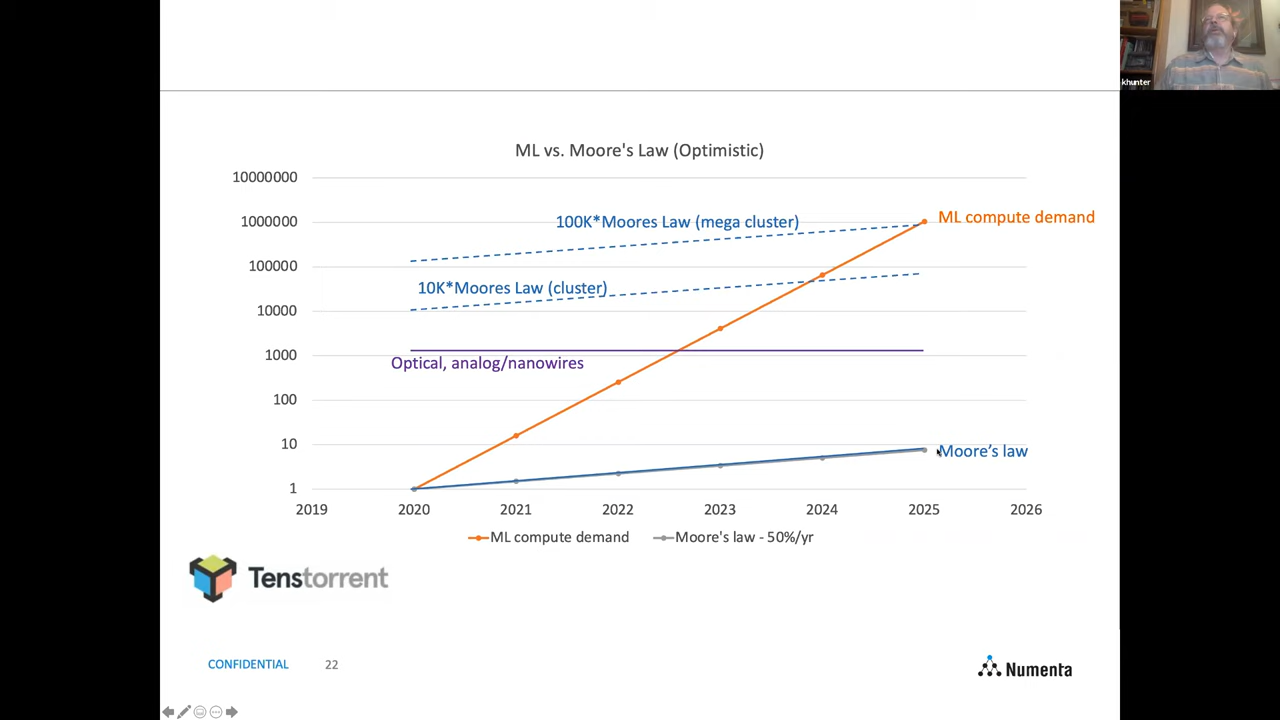 khunter
ML vs. Moore's Law (Optimistic)
10000000
1000000
100000
10000
1000
100
10
1
100K*Moores Law (mega cluster)
ML compute demand
10K*Moores Law (cluster)
Optical, analog/nanowires
Moore’s law
2019 2020 2021 2022 2023 2024 2025 2026
ML compute demand Moore's law - 50%/yr
Tenstorrent
CONFIDENTIAL 22
Numenta